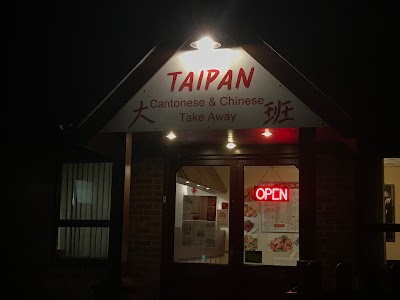 TAIPAN
大 Cantonese & Chinese 班
Take Away
OPEN